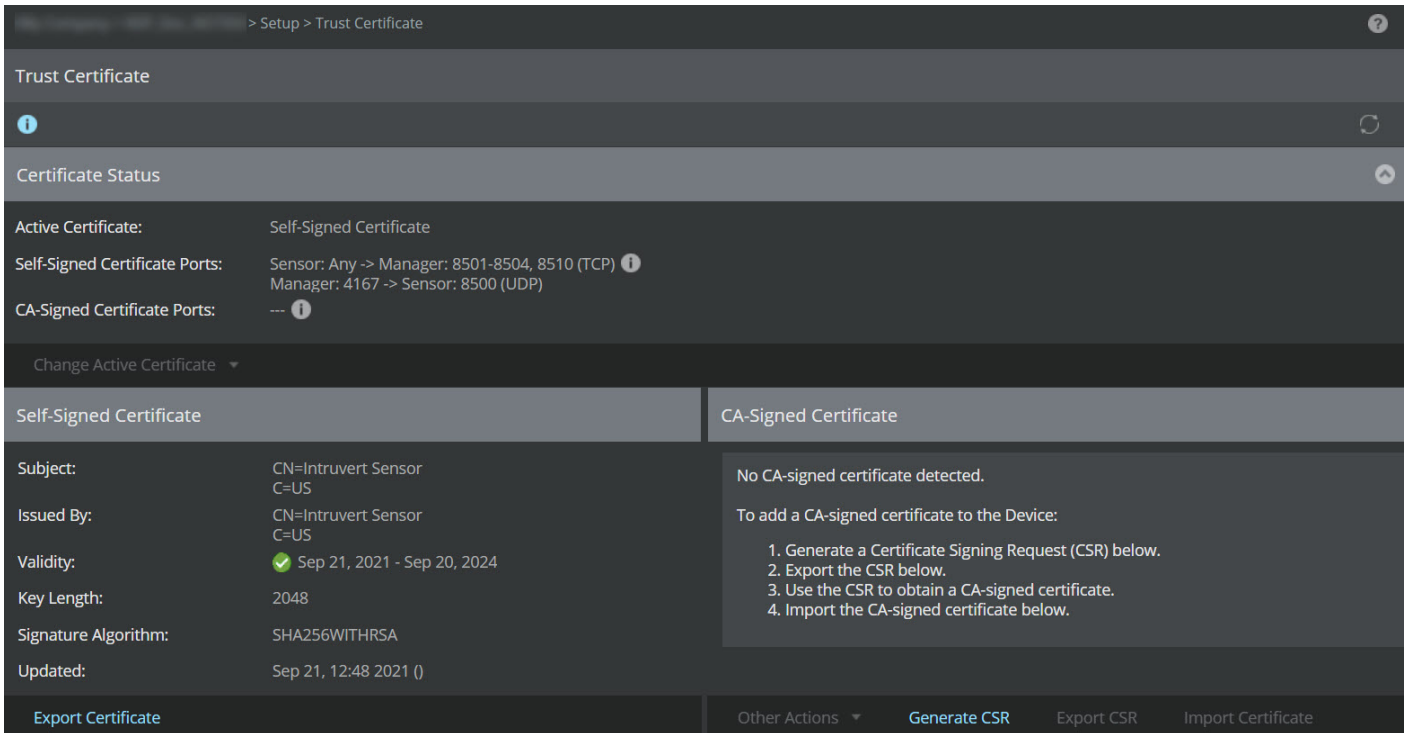 > Setup > Trust Certificate
Trust Certificate
Certificate Status
Active Certificate: Self-Signed Certificate
Self-Signed Certificate Ports: Sensor: Any -> Manager: 8501-8504, 8510 (TCP)
Manager: 4167 -> Sensor: 8500 (UDP)
CA-Signed Certificate Ports: ---
Change Active Certificate
Self-Signed Certificate
Subject: CN=Intruvert Sensor
C=US
Issued By: CN=Intruvert Sensor
C=US
Validity: Sep 21, 2021 - Sep 20, 2024
Key Length: 2048
Signature Algorithm: SHA256WITHRSA
Updated: Sep 21, 12:48 2021 ()
Export Certificate
CA-Signed Certificate
No CA-signed certificate detected.
To add a CA-signed certificate to the Device:
1. Generate a Certificate Signing Request (CSR) below.
2. Export the CSR below.
3. Use the CSR to obtain a CA-signed certificate.
4. Import the CA-signed certificate below.
Other Actions Generate CSR Export CSR Import Certificate